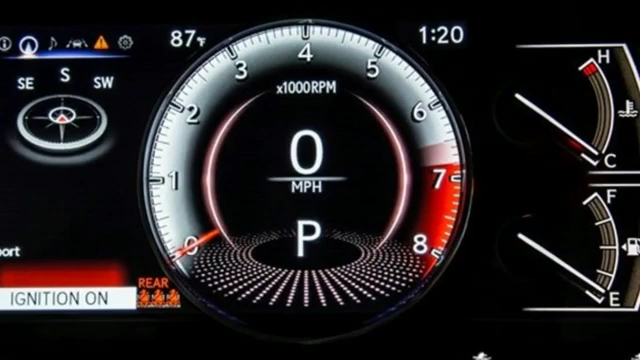 87°F
1:20
SE S SW
x1000RPM
0 1 2 3 4 5 6 7 8
0
MPH
P
H
C
F
E
port
IGNITION ON
REAR